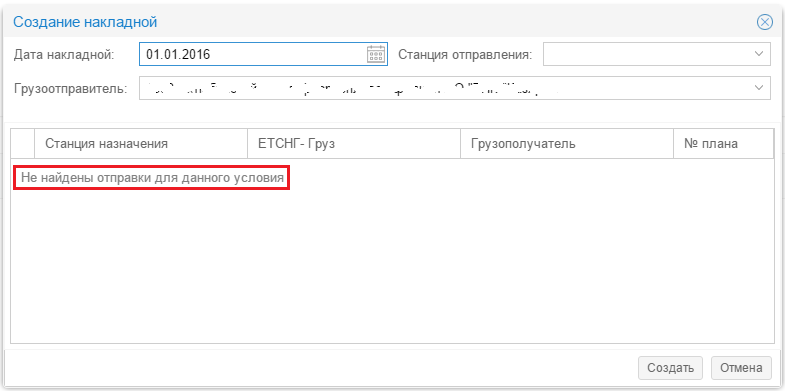 Создание накладной
Дата накладной: 01.01.2016 Станция отправления:
Грузоотправитель:
Станция назначения ЕТСНГ- Груз Грузополучатель № плана
Не найдены отправки для данного условия
Создать Отмена